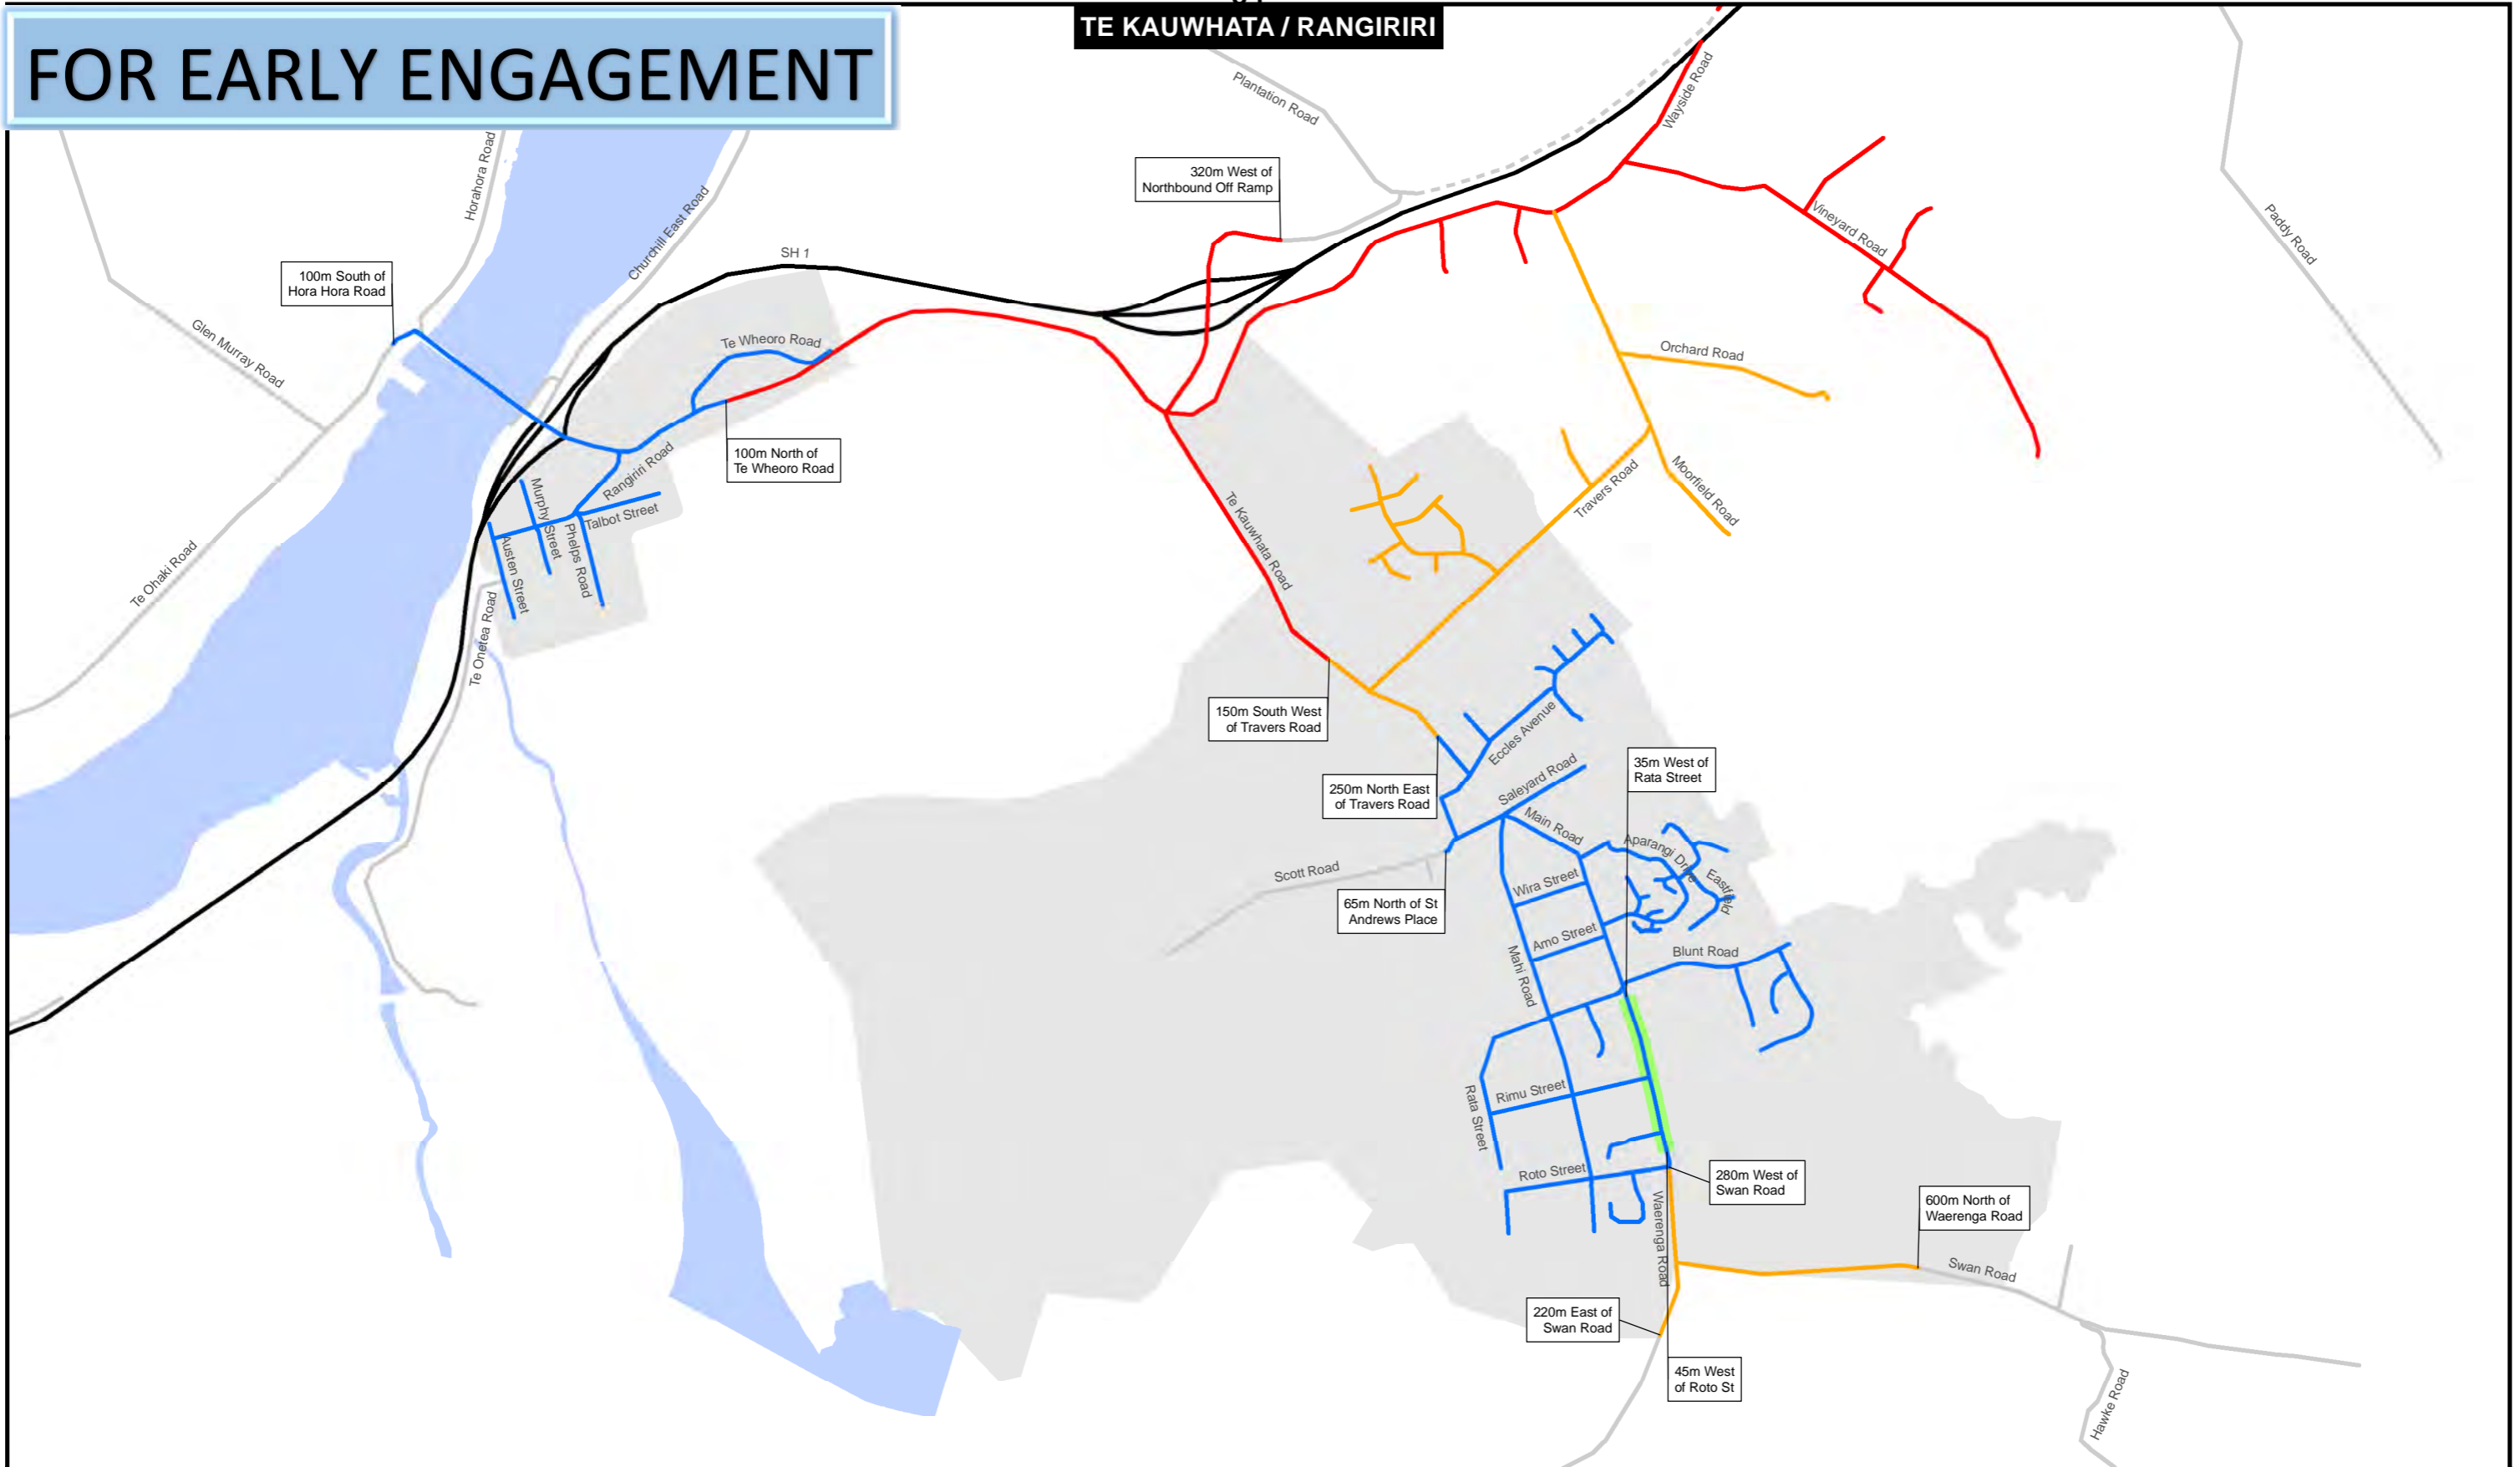 TE KAUWHATA / RANGIRIRI
FOR EARLY ENGAGEMENT
Plantation Road
Wayside Road
Horahora Road
Churchill East Road
320m West of
Northbound Off Ramp
Vineyard Road
Paddy Road
SH 1
100m South of
Hora Hora Road
Glen Murray Road
Te Wheoro Road
Orchard Road
100m North of
Te Wheoro Road
Rangiriri Road
Murphy Street
Talbot Street
Phelps Road
Austen Street
Te Kauwhata Road
Travers Road
Moorfield Road
Te Ohaki Road
Te Onetea Road
150m South West
of Travers Road
Eccles Avenue
35m West of
Rata Street
250m North East
of Travers Road
Saleyard Road
Main Road
Aparangi Drive
Eastfield
Scott Road
Wira Street
65m North of St
Andrews Place
Amo Street
Mahi Road
Blunt Road
Rimu Street
Rata Street
Roto Street
280m West of
Swan Road
Waerenga Road
600m North of
Waerenga Road
Swan Road
220m East of
Swan Road
45m West
of Roto St
Hawke Road